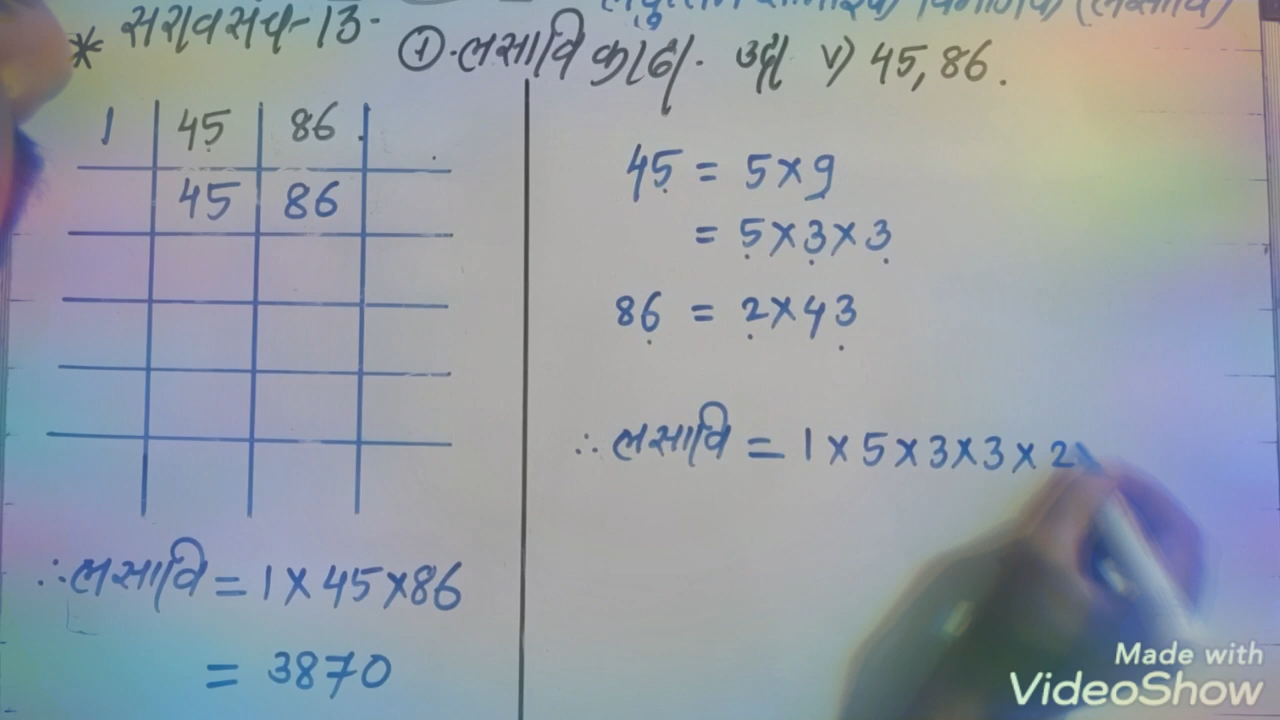 * सरावसंच-13.
① लसावि काढा. उदा v) 45, 86.
1 45 86
45 86
∴ लसावि = 1 × 45 × 86
= 3870
45 = 5 × 9
= 5 × 3 × 3
86 = 2 × 43
∴ लसावि = 1 × 5 × 3 × 3 × 2
Made with
VideoShow